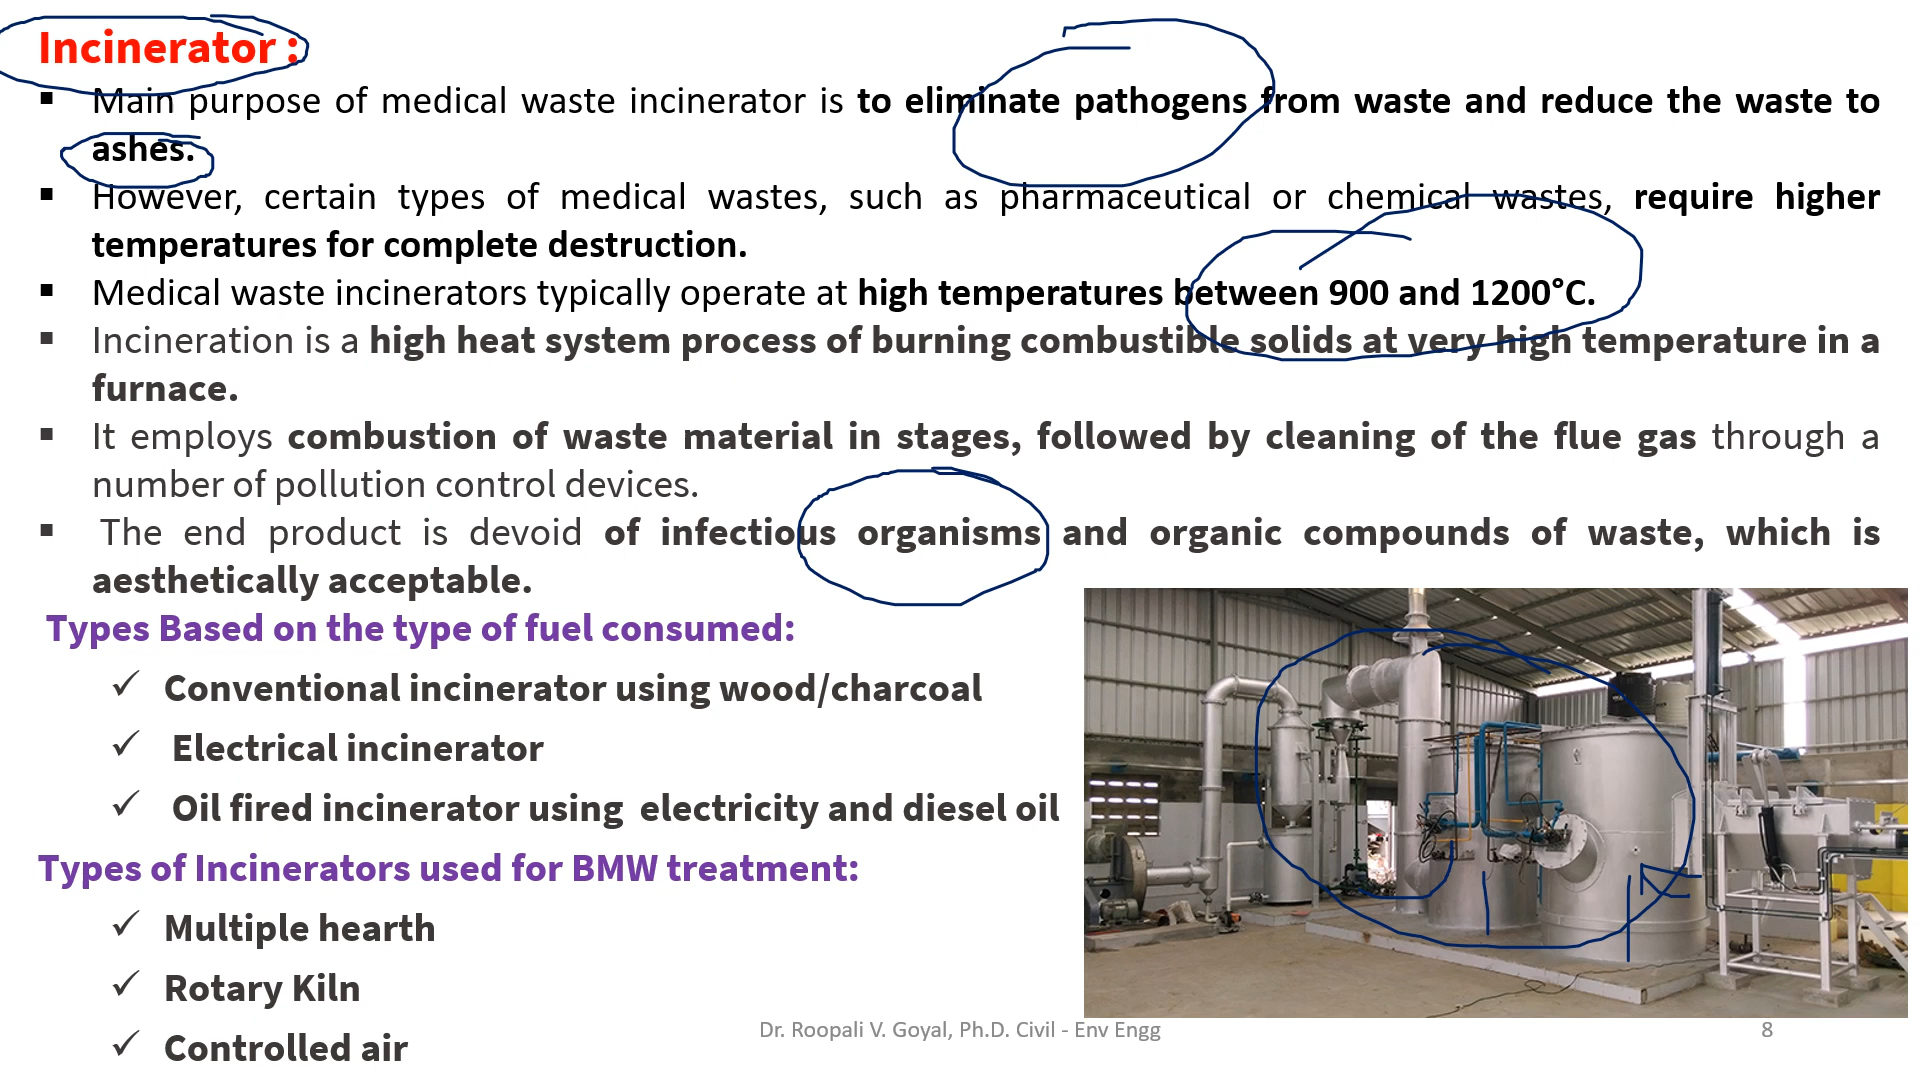 Incinerator :
▪ Main purpose of medical waste incinerator is to eliminate pathogens from waste and reduce the waste to
ashes.
▪ However, certain types of medical wastes, such as pharmaceutical or chemical wastes, require higher
temperatures for complete destruction.
▪ Medical waste incinerators typically operate at high temperatures between 900 and 1200°C.
▪ Incineration is a high heat system process of burning combustible solids at very high temperature in a
furnace.
▪ It employs combustion of waste material in stages, followed by cleaning of the flue gas through a
number of pollution control devices.
▪ The end product is devoid of infectious organisms and organic compounds of waste, which is
aesthetically acceptable.
Types Based on the type of fuel consumed:
✓ Conventional incinerator using wood/charcoal
✓ Electrical incinerator
✓ Oil fired incinerator using electricity and diesel oil
Types of Incinerators used for BMW treatment:
✓ Multiple hearth
✓ Rotary Kiln
✓ Controlled air
Dr. Roopali V. Goyal, Ph.D. Civil - Env Engg
8